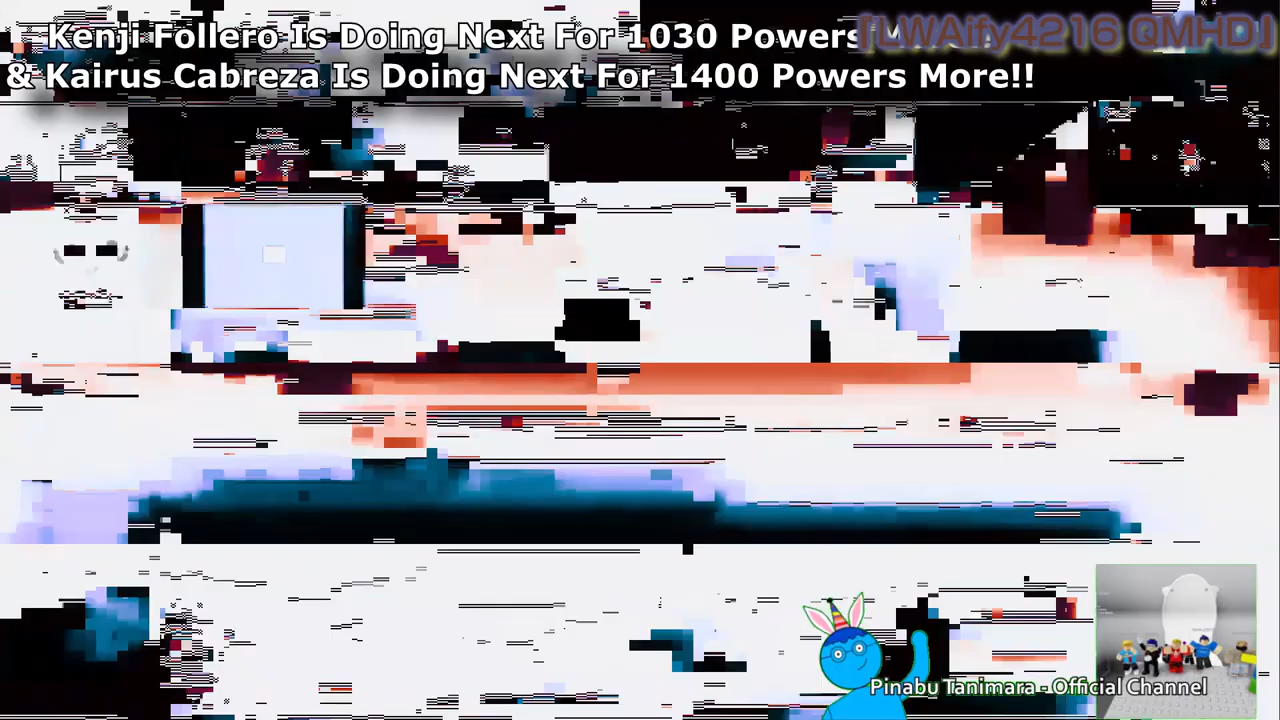 Kenji Follero Is Doing Next For 1030 Powers
& Kairus Cabreza Is Doing Next For 1400 Powers More!!
Pinabu Tanimara - Official Channel